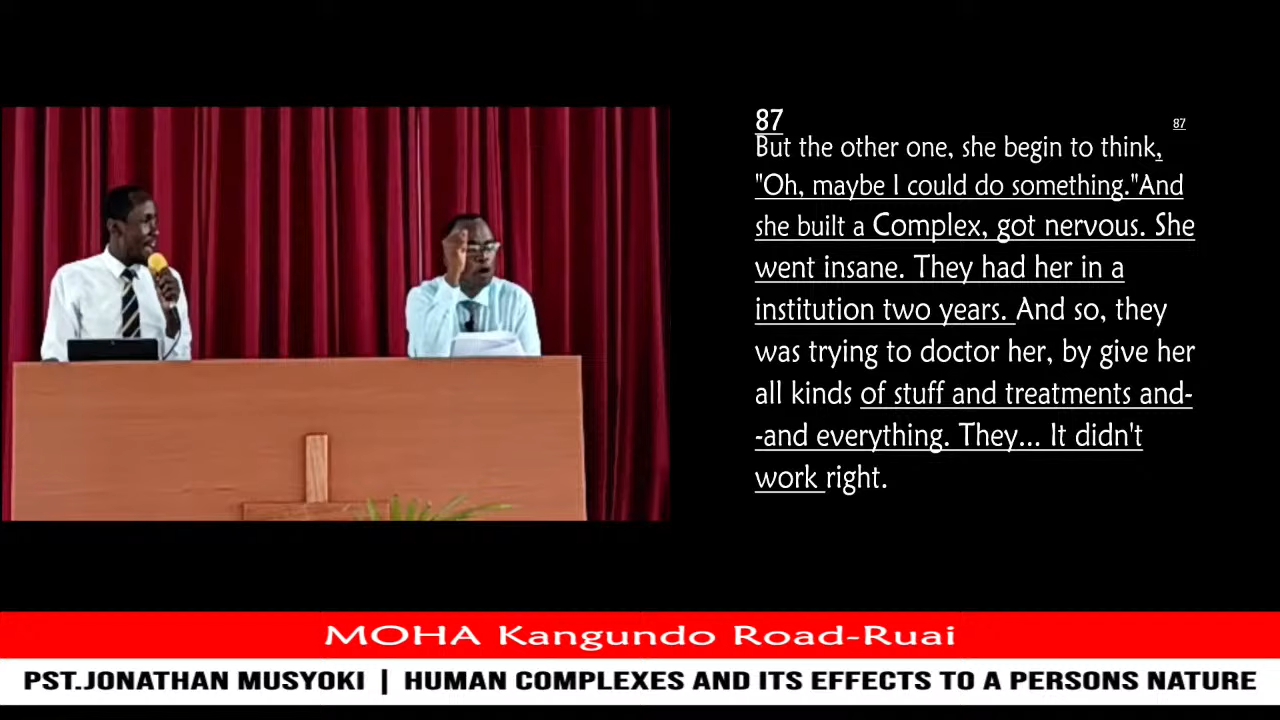 87
87
But the other one, she begin to think,
"Oh, maybe I could do something."And
she built a Complex, got nervous. She
went insane. They had her in a
institution two years. And so, they
was trying to doctor her, by give her
all kinds of stuff and treatments and-
-and everything. They... It didn't
work right.
MOHA Kangundo Road-Ruai
PST.JONATHAN MUSYOKI | HUMAN COMPLEXES AND ITS EFFECTS TO A PERSONS NATURE